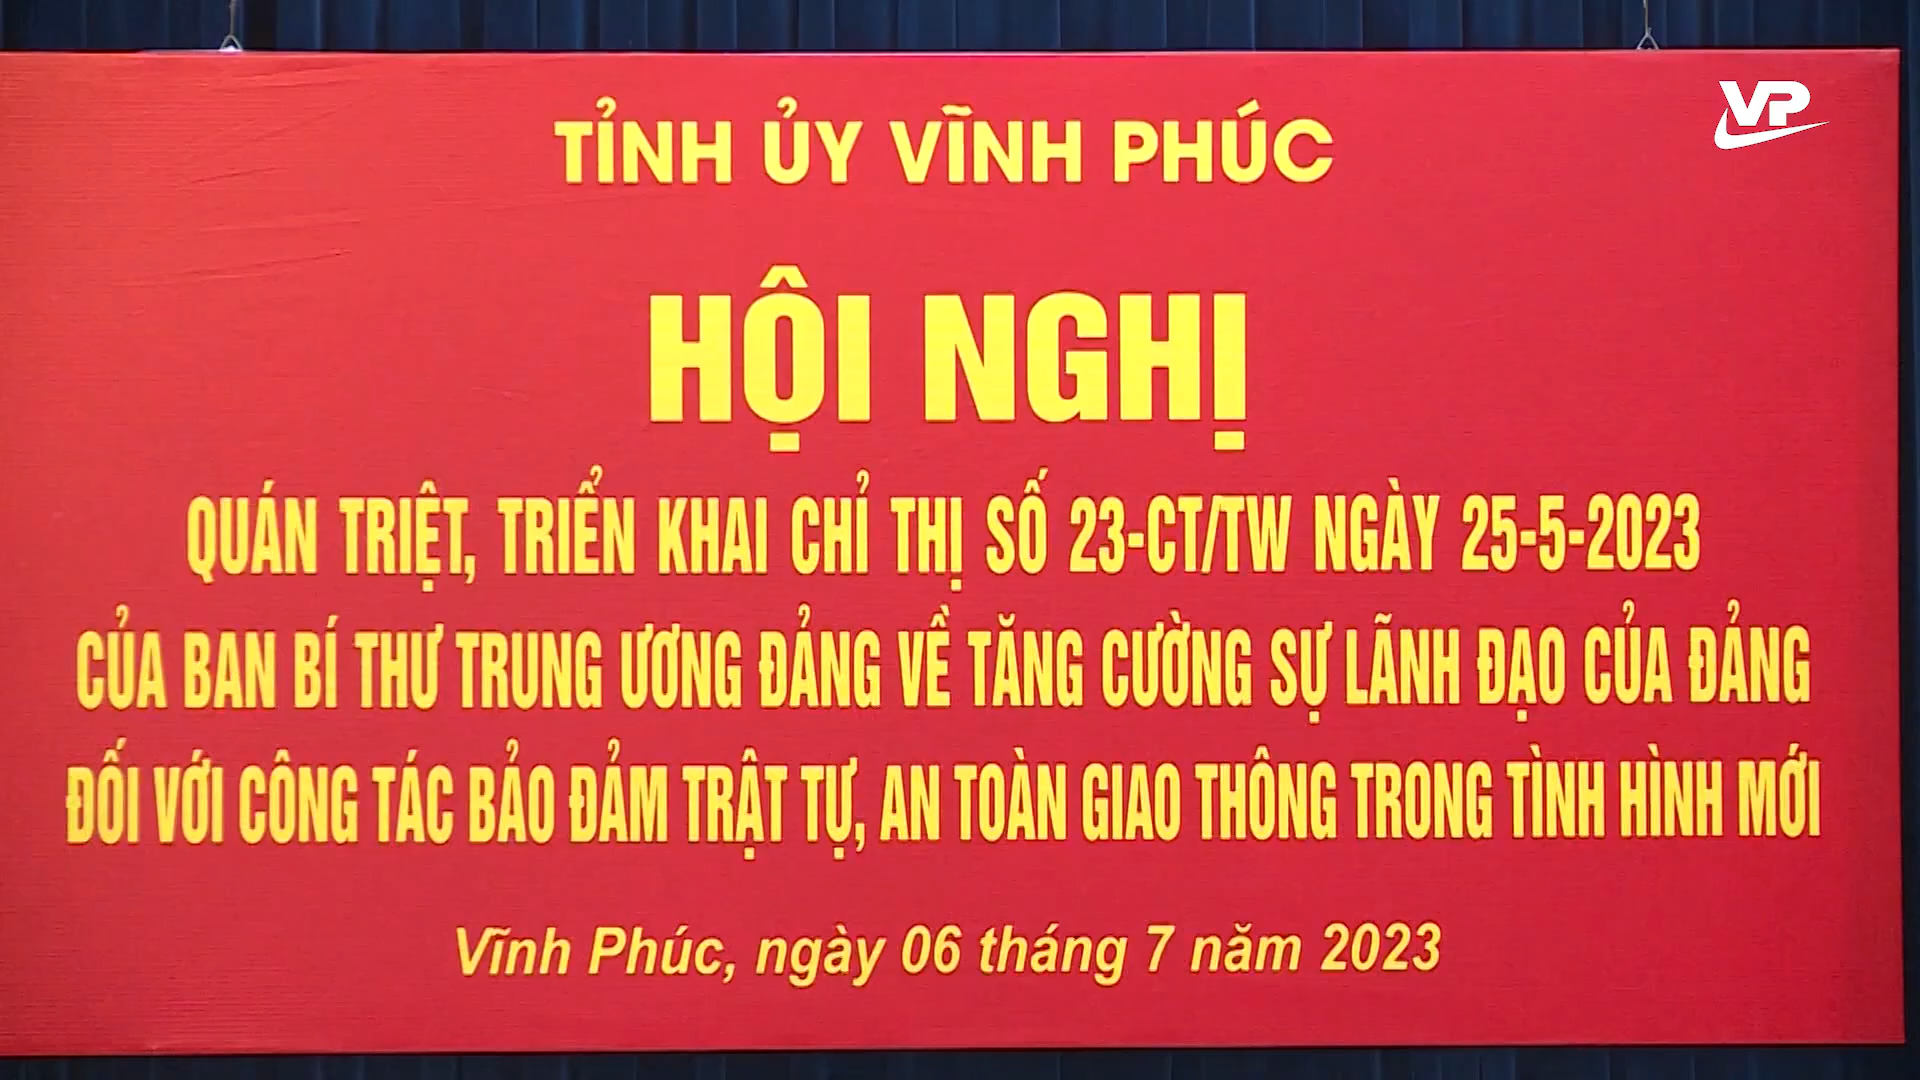 VP
TỈNH ỦY VĨNH PHÚC
HỘI NGHỊ
QUÁN TRIỆT, TRIỂN KHAI CHỈ THỊ SỐ 23-CT/TW NGÀY 25-5-2023
CỦA BAN BÍ THƯ TRUNG ƯƠNG ĐẢNG VỀ TĂNG CƯỜNG SỰ LÃNH ĐẠO CỦA ĐẢNG
ĐỐI VỚI CÔNG TÁC BẢO ĐẢM TRẬT TỰ, AN TOÀN GIAO THÔNG TRONG TÌNH HÌNH MỚI
Vĩnh Phúc, ngày 06 tháng 7 năm 2023